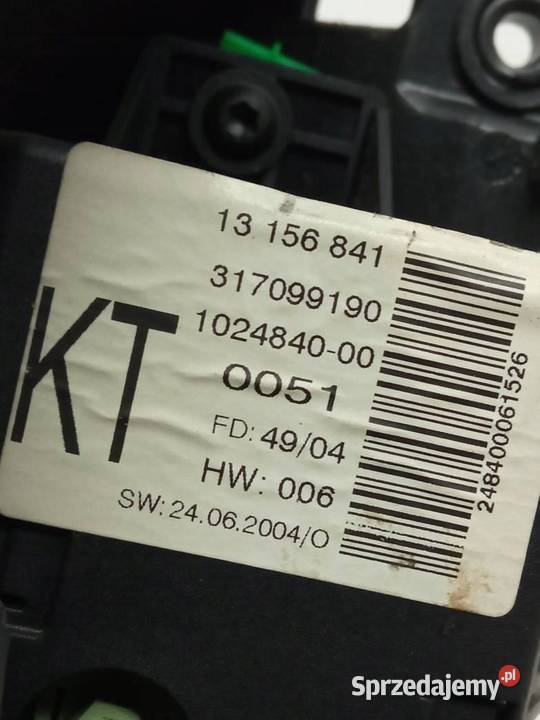 13 156 841
317099190
1024840-00
KT
0051
FD: 49/04
HW: 006
SW: 24.06.2004/O
248400061526
Sprzedajemy.pl